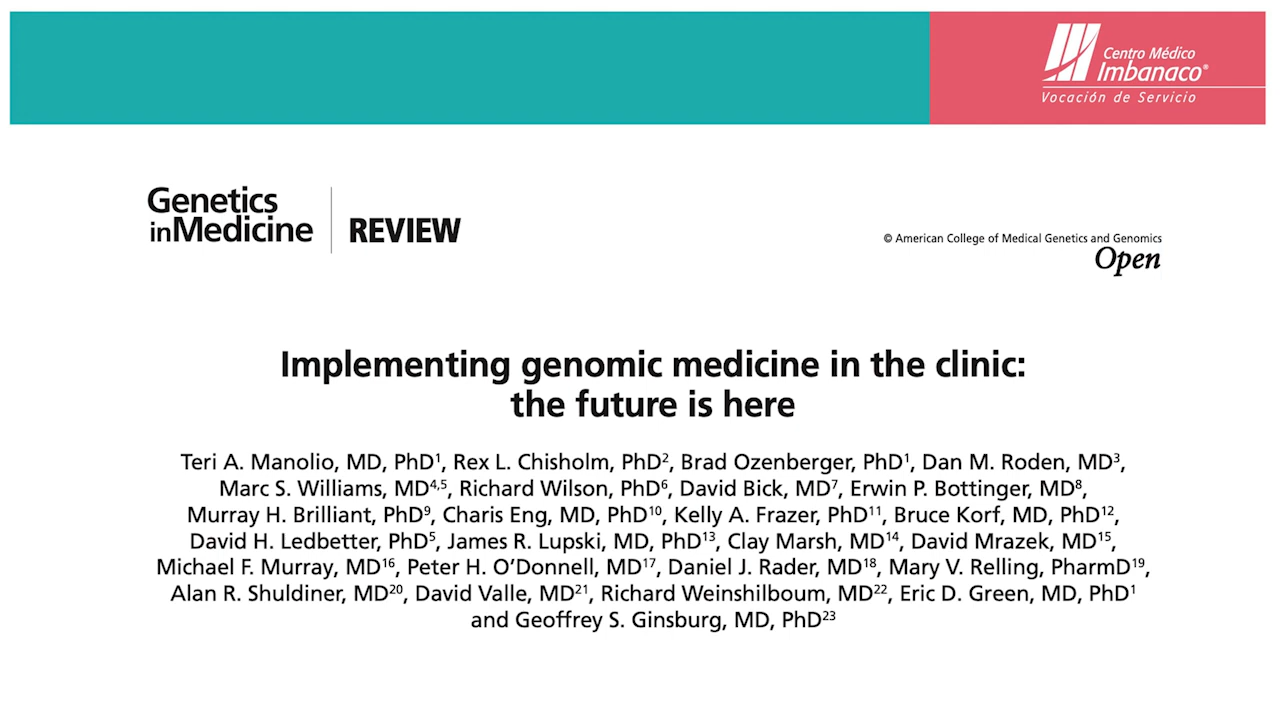 Centro Médico
Imbanaco®
Vocación de Servicio
Genetics
inMedicine
REVIEW
© American College of Medical Genetics and Genomics
Open
Implementing genomic medicine in the clinic:
the future is here
Teri A. Manolio, MD, PhD¹, Rex L. Chisholm, PhD², Brad Ozenberger, PhD¹, Dan M. Roden, MD³,
Marc S. Williams, MD⁴,⁵, Richard Wilson, PhD⁶, David Bick, MD⁷, Erwin P. Bottinger, MD⁸,
Murray H. Brilliant, PhD⁹, Charis Eng, MD, PhD¹⁰, Kelly A. Frazer, PhD¹¹, Bruce Korf, MD, PhD¹²,
David H. Ledbetter, PhD⁵, James R. Lupski, MD, PhD¹³, Clay Marsh, MD¹⁴, David Mrazek, MD¹⁵,
Michael F. Murray, MD¹⁶, Peter H. O’Donnell, MD¹⁷, Daniel J. Rader, MD¹⁸, Mary V. Relling, PharmD¹⁹,
Alan R. Shuldiner, MD²⁰, David Valle, MD²¹, Richard Weinshilboum, MD²², Eric D. Green, MD, PhD¹
and Geoffrey S. Ginsburg, MD, PhD²³